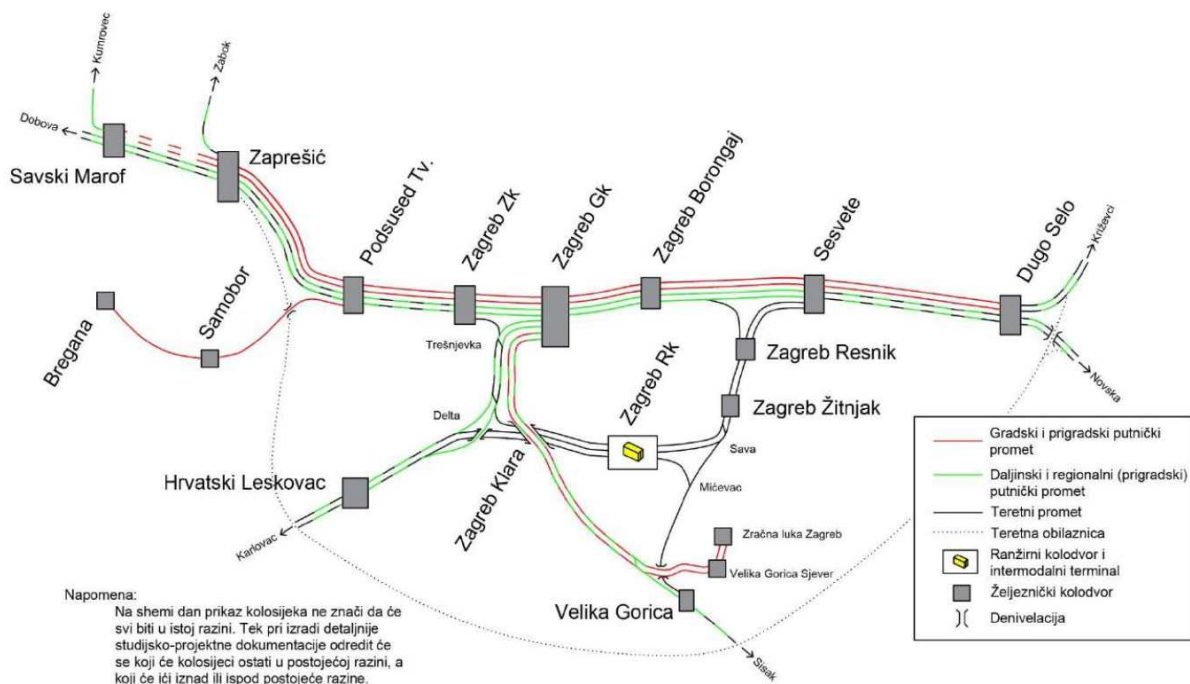 Kumrovec
Zabok
Dobova
Savski Marof
Zaprešić
Podsused Tv.
Zagreb Zk
Zagreb Gk
Zagreb Borongaj
Sesvete
Dugo Selo
Križevci
Novska
Bregana
Samobor
Trešnjevka
Zagreb Resnik
Delta
Zagreb Rk
Zagreb Žitnjak
Sava
Mićevac
Hrvatski Leskovac
Zagreb Klara
Karlovac
Zračna luka Zagreb
Velika Gorica Sjever
Velika Gorica
Sisak
Gradski i prigradski putnički
promet
Daljinski i regionalni (prigradski)
putnički promet
Teretni promet
Teretna obilaznica
Ranžirni kolodvor i
intermodalni terminal
Željeznički kolodvor
Denivelacija
Napomena:
Na shemi dan prikaz kolosijeka ne znači da će
svi biti u istoj razini. Tek pri izradi detaljnije
studijsko-projektne dokumentacije odredit će
se koji će kolosijeci ostati u postojećoj razini, a
koji će ići iznad ili ispod postojeće razine.